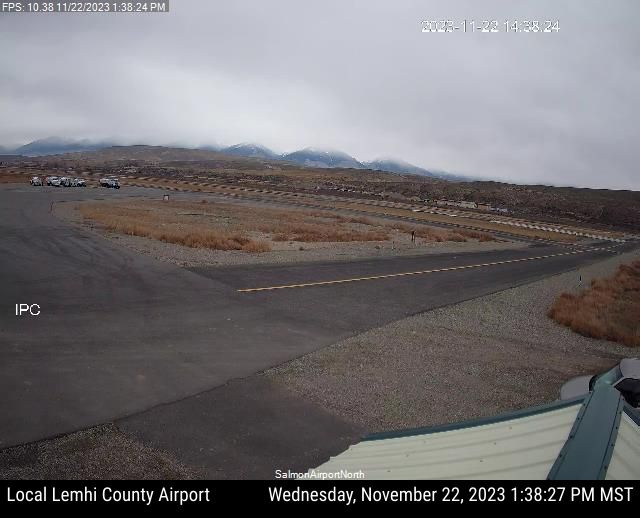 FPS: 10.38 11/22/2023 1:38:24 PM
2023-11-22 14:38:24
IPC
SalmonAirportNorth
Local Lemhi County Airport Wednesday, November 22, 2023 1:38:27 PM MST